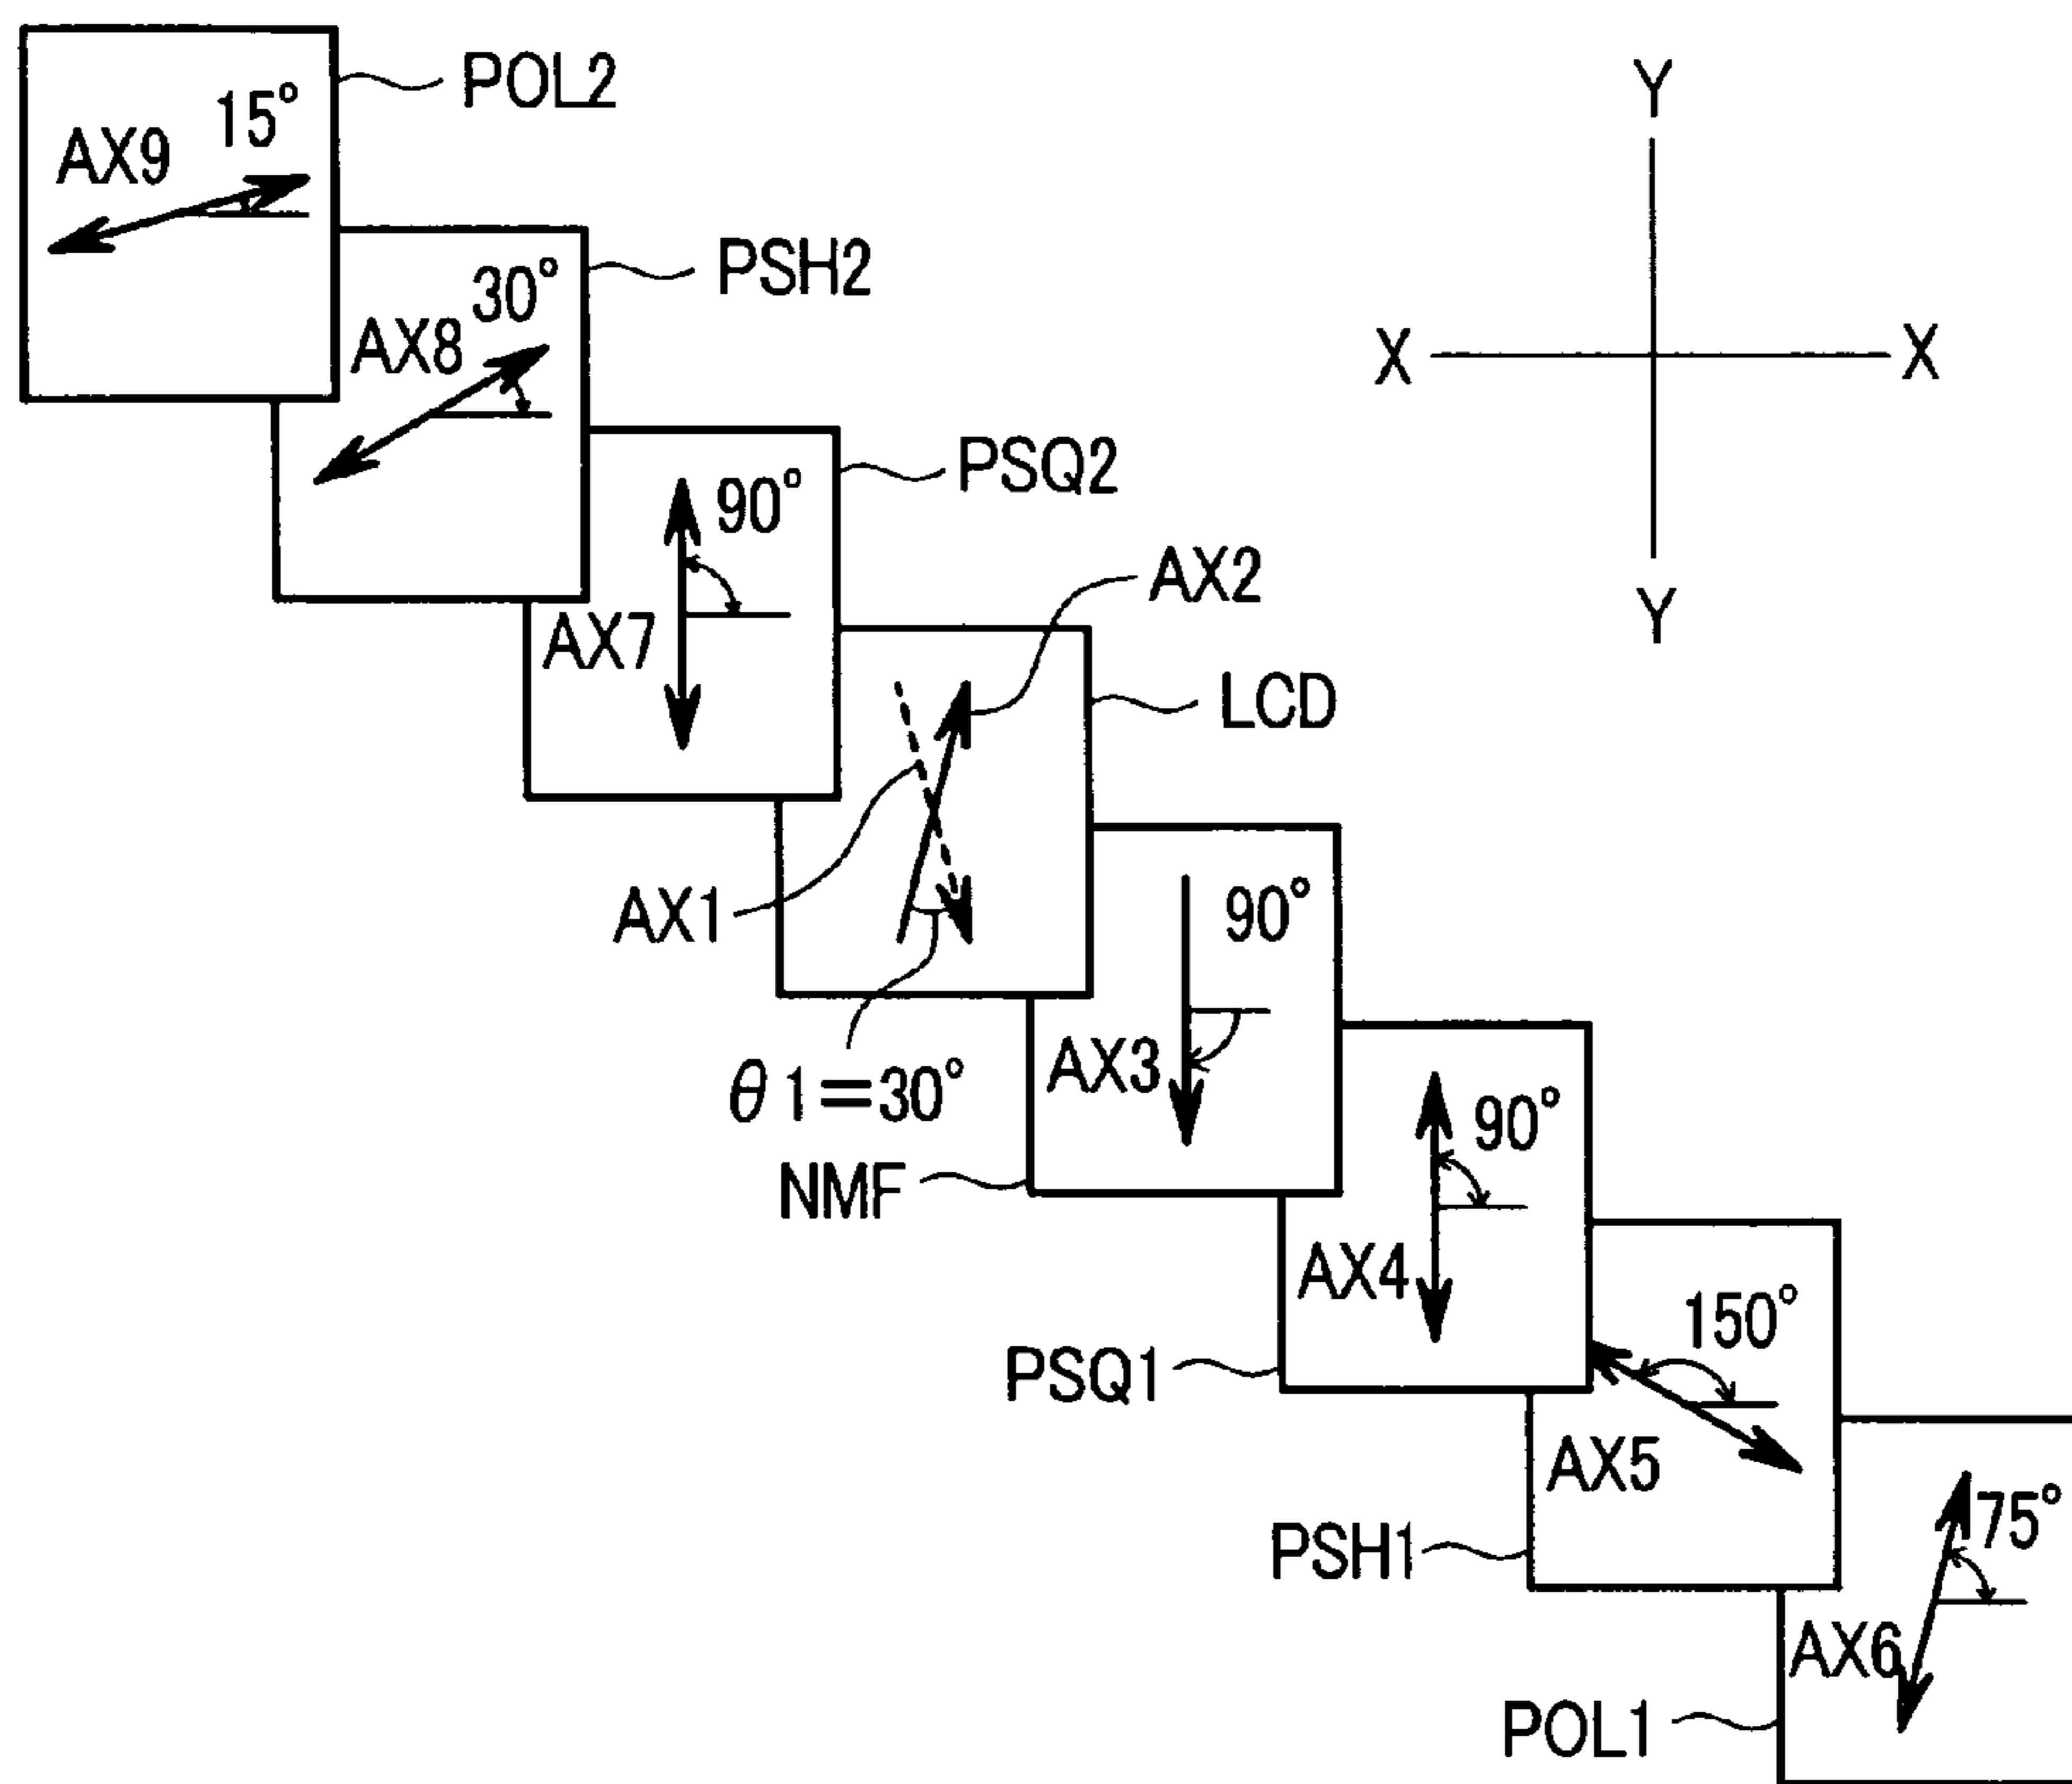 POL2
15°
AX9
PSH2
30°
AX8
Y
X
X
Y
PSQ2
90°
AX7
AX2
LCD
AX1
θ1=30°
90°
AX3
NMF
90°
AX4
PSQ1
150°
AX5
PSH1
75°
AX6
POL1